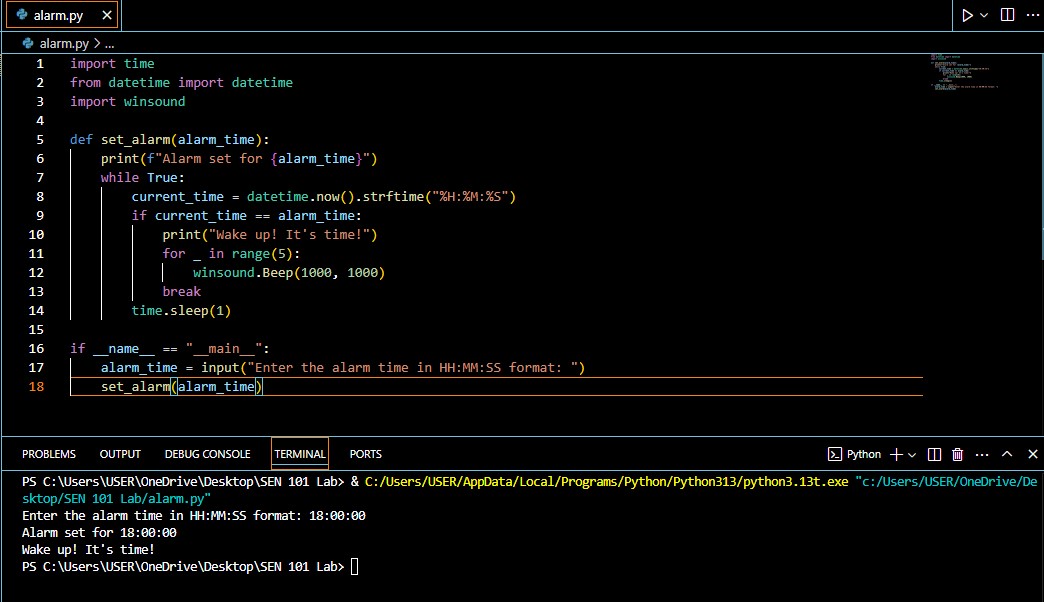 alarm.py
alarm.py > ...
1 import time
2 from datetime import datetime
3 import winsound
4
5 def set_alarm(alarm_time):
6     print(f"Alarm set for {alarm_time}")
7     while True:
8         current_time = datetime.now().strftime("%H:%M:%S")
9         if current_time == alarm_time:
10             print("Wake up! It's time!")
11             for _ in range(5):
12                 winsound.Beep(1000, 1000)
13             break
14         time.sleep(1)
15
16 if __name__ == "__main__":
17     alarm_time = input("Enter the alarm time in HH:MM:SS format: ")
18     set_alarm(alarm_time)
PROBLEMS OUTPUT DEBUG CONSOLE TERMINAL PORTS Python
PS C:\Users\USER\OneDrive\Desktop\SEN 101 Lab> & C:/Users/USER/AppData/Local/Programs/Python/Python313/python3.13t.exe "c:/Users/USER/OneDrive/De
sktop/SEN 101 Lab/alarm.py"
Enter the alarm time in HH:MM:SS format: 18:00:00
Alarm set for 18:00:00
Wake up! It's time!
PS C:\Users\USER\OneDrive\Desktop\SEN 101 Lab>